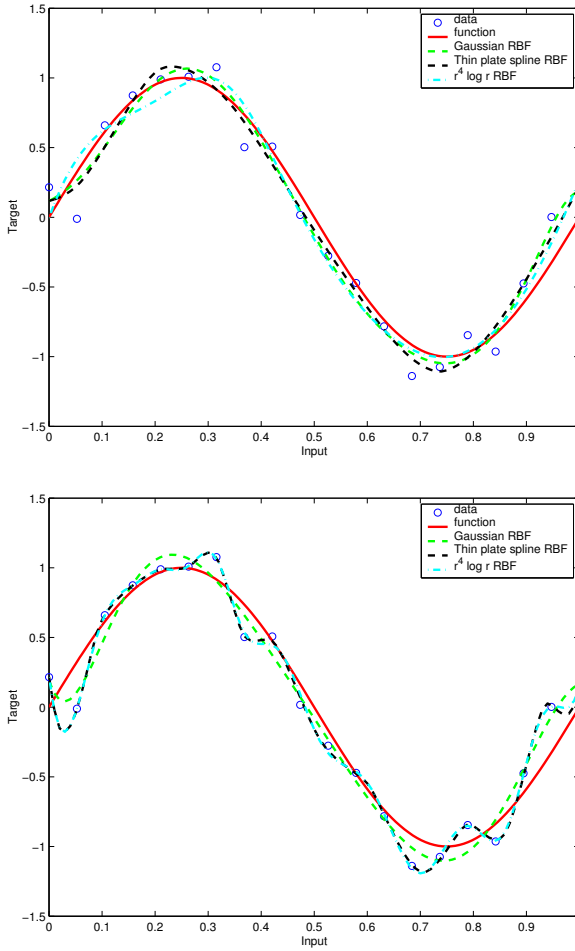 1.5
1
0.5
0
−0.5
−1
−1.5
Target
data
function
Gaussian RBF
Thin plate spline RBF
r4 log r RBF
0 0.1 0.2 0.3 0.4 0.5 0.6 0.7 0.8 0.9
Input
1.5
1
0.5
0
−0.5
−1
−1.5
Target
data
function
Gaussian RBF
Thin plate spline RBF
r4 log r RBF
0 0.1 0.2 0.3 0.4 0.5 0.6 0.7 0.8 0.9
Input